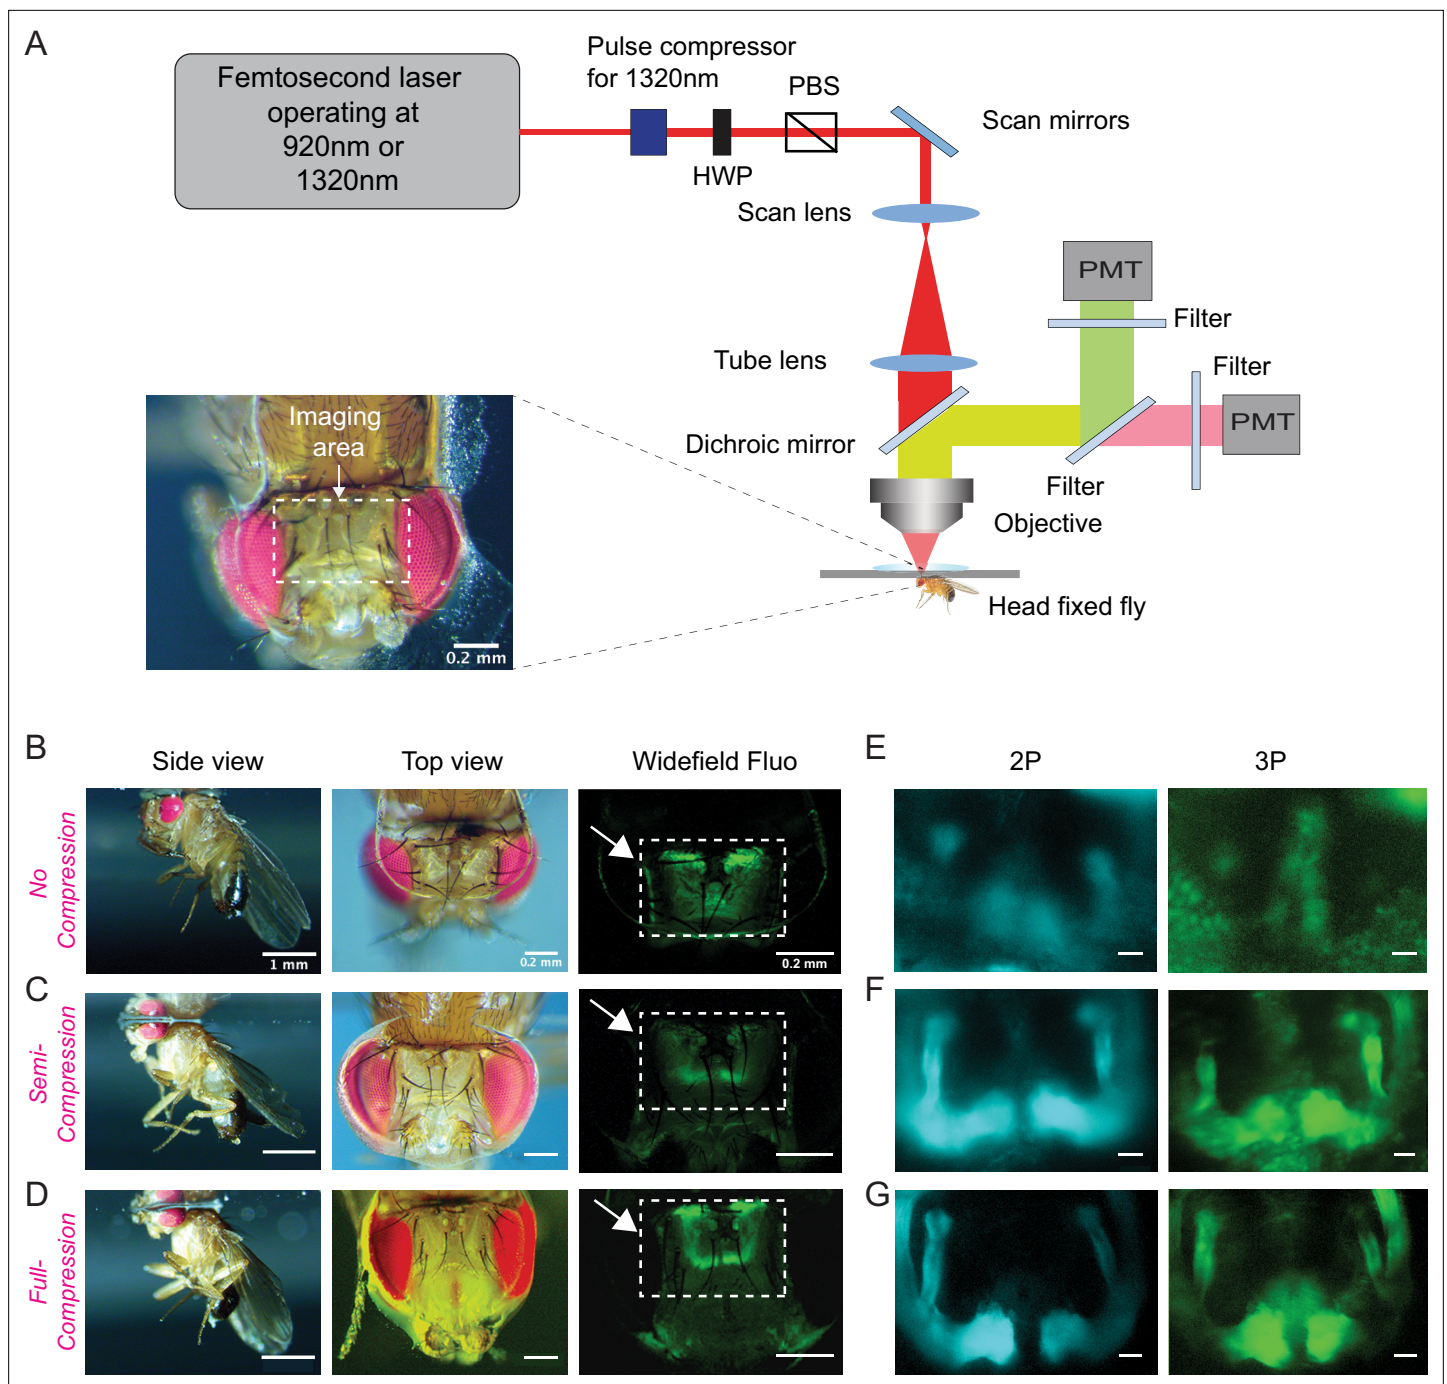 A
Femtosecond laser
operating at
920nm or
1320nm
Pulse compressor
for 1320nm
HWP
PBS
Scan mirrors
Scan lens
PMT
Filter
Filter
PMT
Tube lens
Dichroic mirror
Filter
Objective
Head fixed fly
Imaging
area
0.2 mm
B
Side view
Top view
Widefield Fluo
E
2P
3P
No
Compression
1 mm
0.2 mm
0.2 mm
C
F
Semi-
Compression
D
G
Full-
Compression